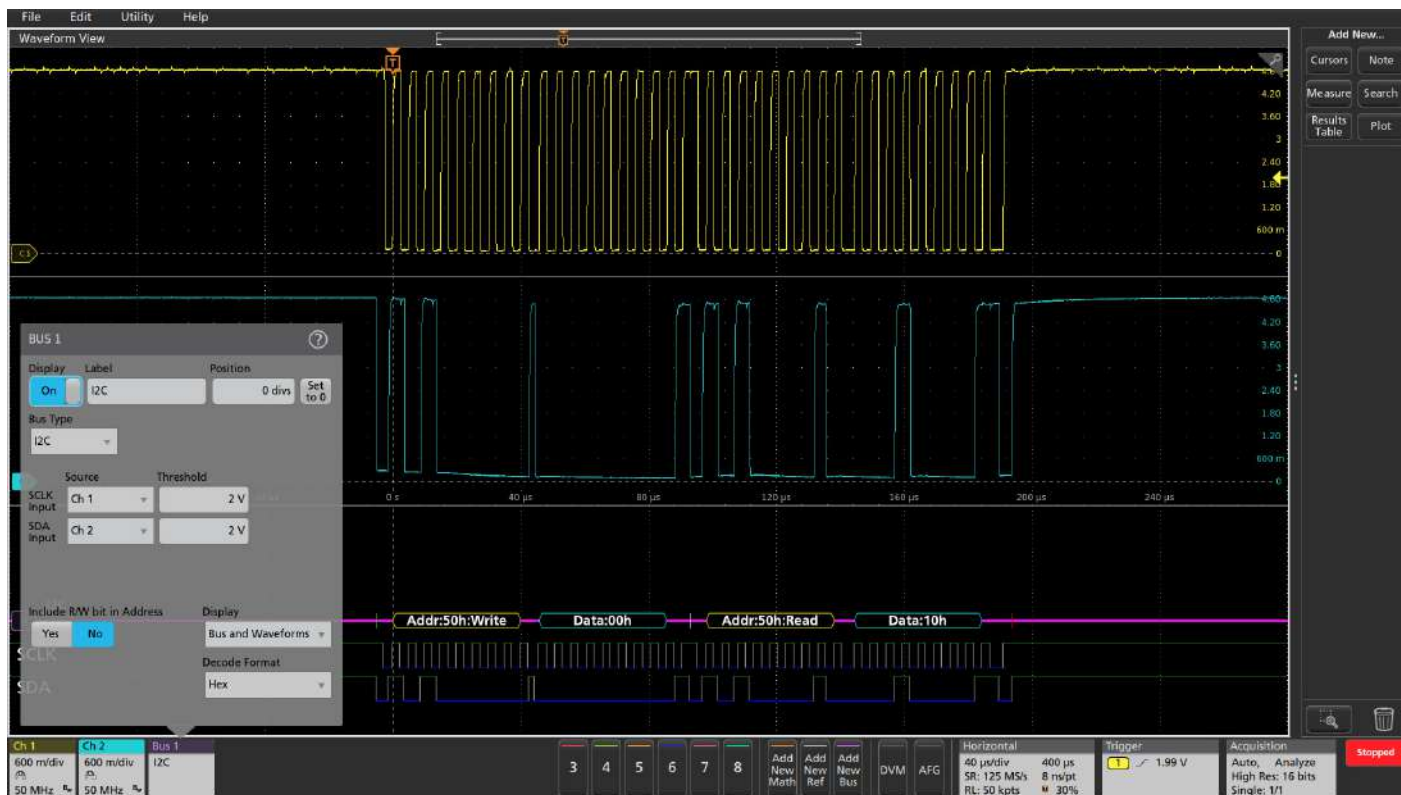 File Edit Utility Help
Waveform View
Add New...
Cursors Note
Measure Search
Results Table Plot
T
T
4.20
3.60
3
2.40
1.80
1.20
600 m
0
C1
4.80
4.20
3.60
3
2.40
1.80
1.20
600 m
0
BUS 1 ?
Display Label Position
On I2C 0 divs Set to 0
Bus Type
I2C
Source Threshold
SCLK Input Ch 1 2 V
SDA Input Ch 2 2 V
0 s 40 µs 80 µs 120 µs 160 µs 200 µs 240 µs
Include R/W bit in Address Display
Yes No Bus and Waveforms
Decode Format
Hex
Addr:50h:Write Data:00h Addr:50h:Read Data:10h
SCLK
SDA
Ch 1 Ch 2 Bus 1
600 m/div 600 m/div I2C
50 MHz 50 MHz
3 4 5 6 7 8
Add New Math Add New Ref Add New Bus DVM AFG
Horizontal
40 µs/div 400 µs
SR: 125 MS/s 8 ns/pt
RL: 50 kpts 30%
Trigger
1 1.99 V
Acquisition
Auto, Analyze
High Res: 16 bits
Single: 1/1
Stopped